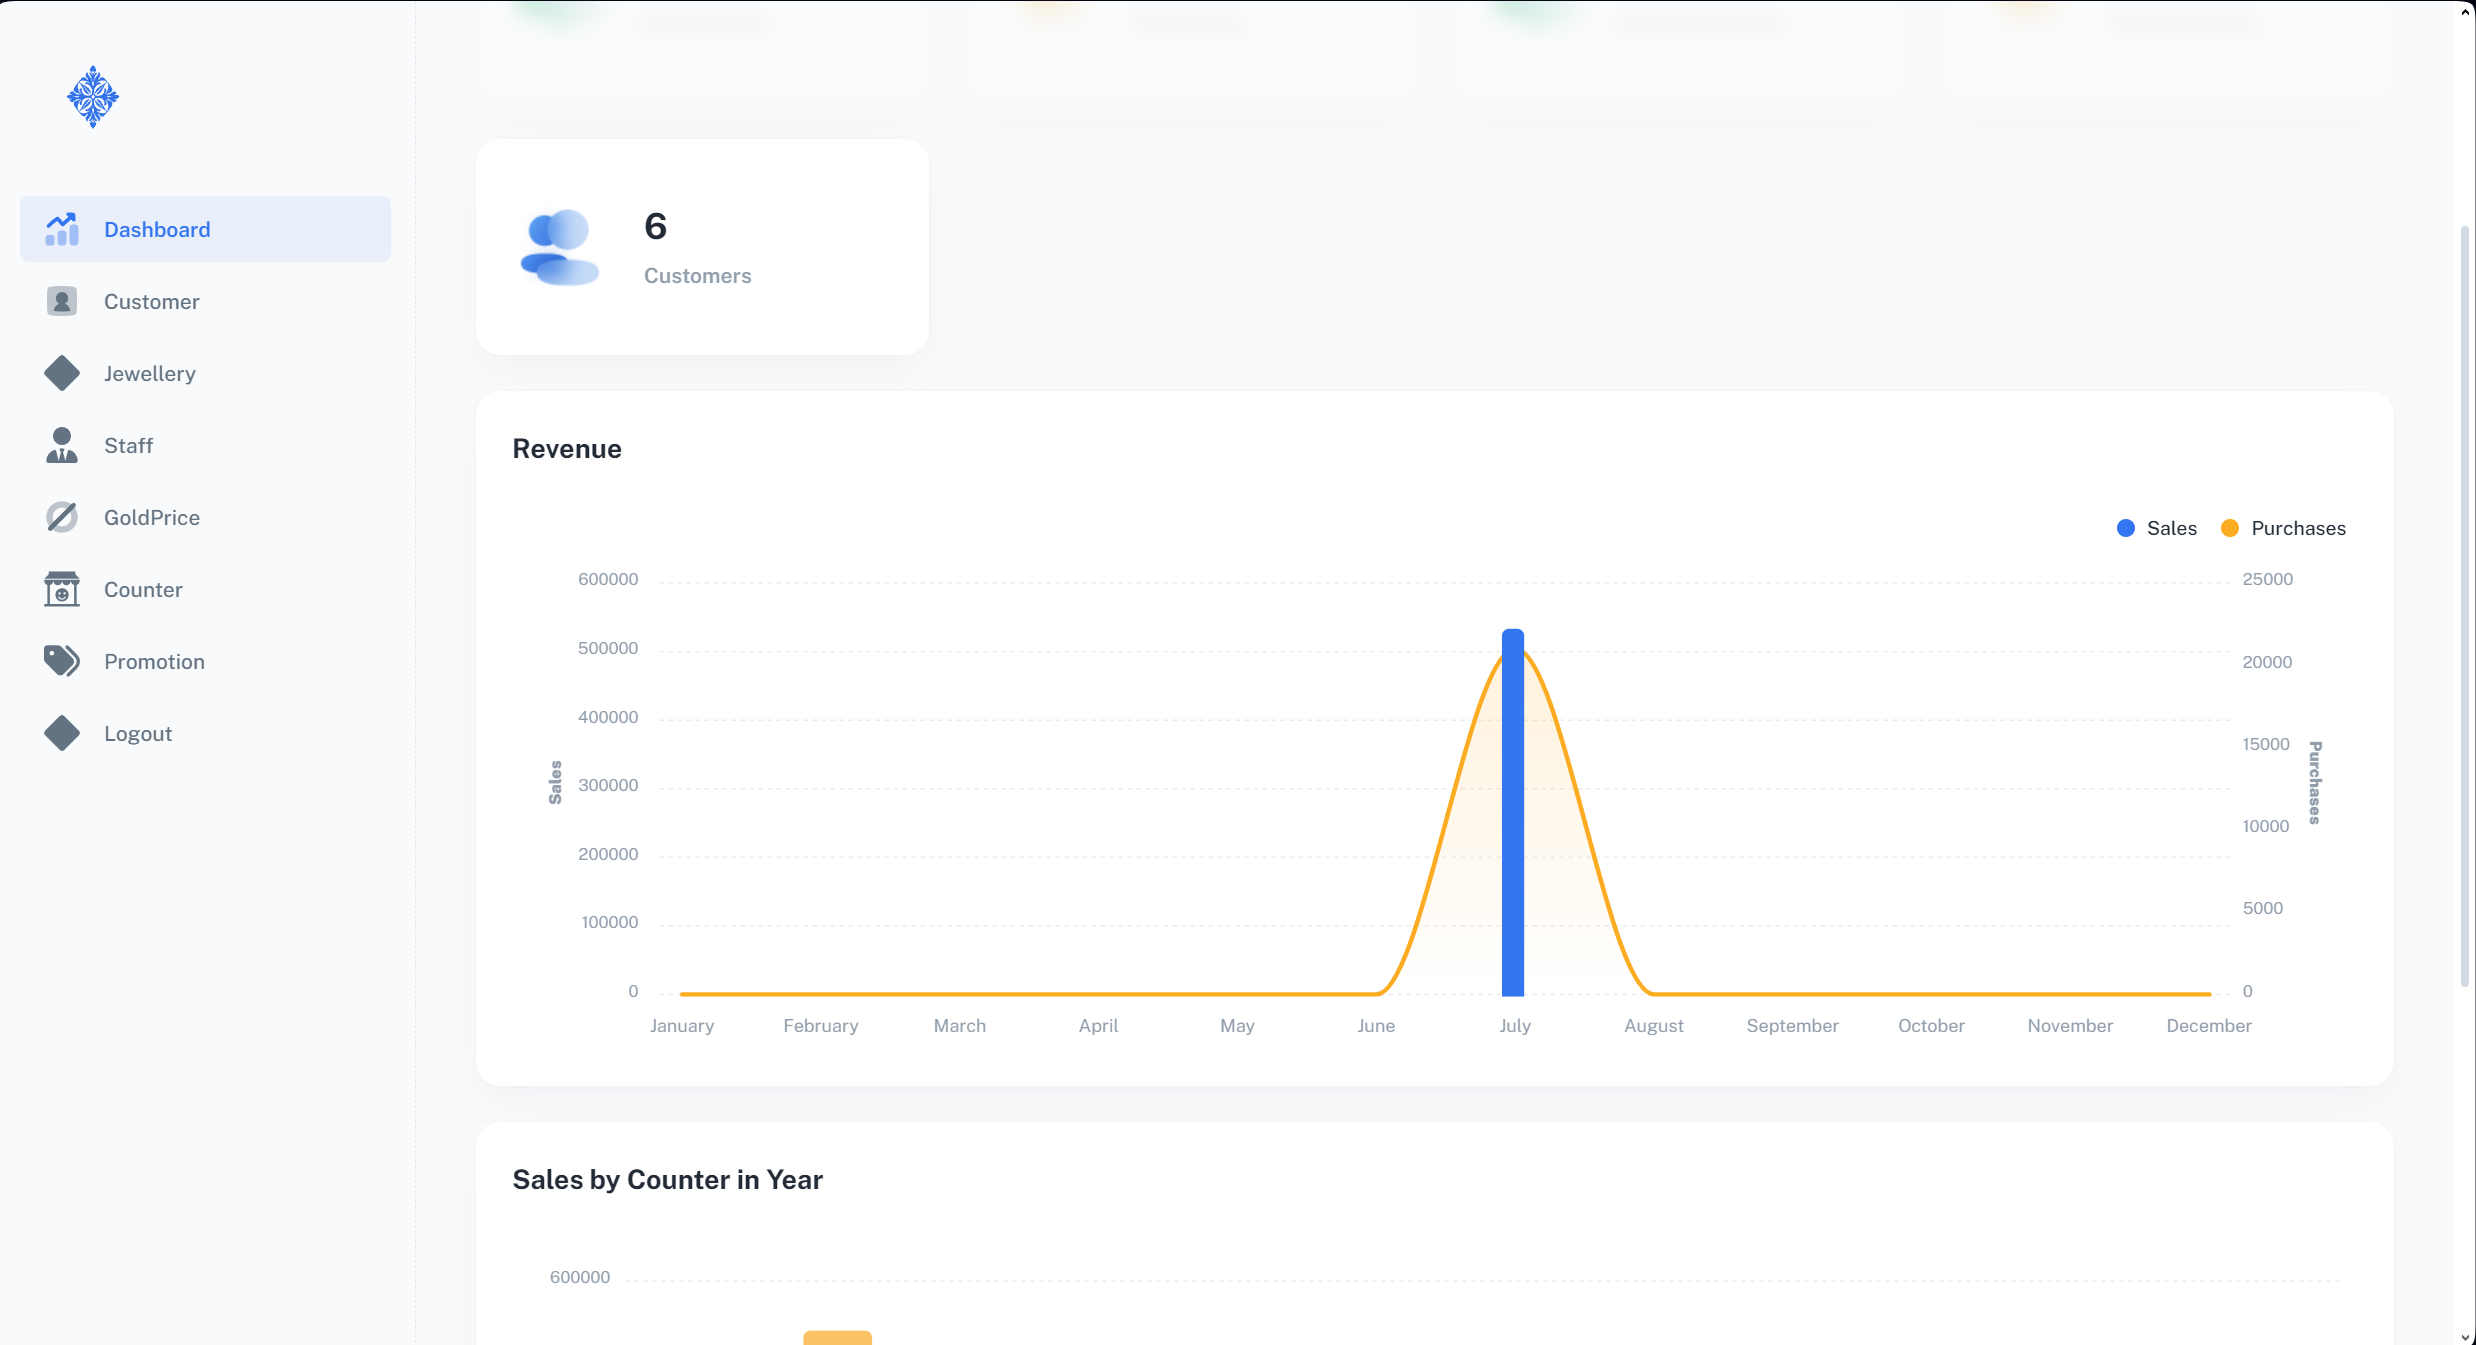 Dashboard
Customer
Jewellery
Staff
GoldPrice
Counter
Promotion
Logout
6
Customers
Revenue
Sales Purchases
600000
500000
400000
300000
200000
100000
0
Sales
25000
20000
15000
10000
5000
0
Purchases
January February March April May June July August September October November December
Sales by Counter in Year
600000